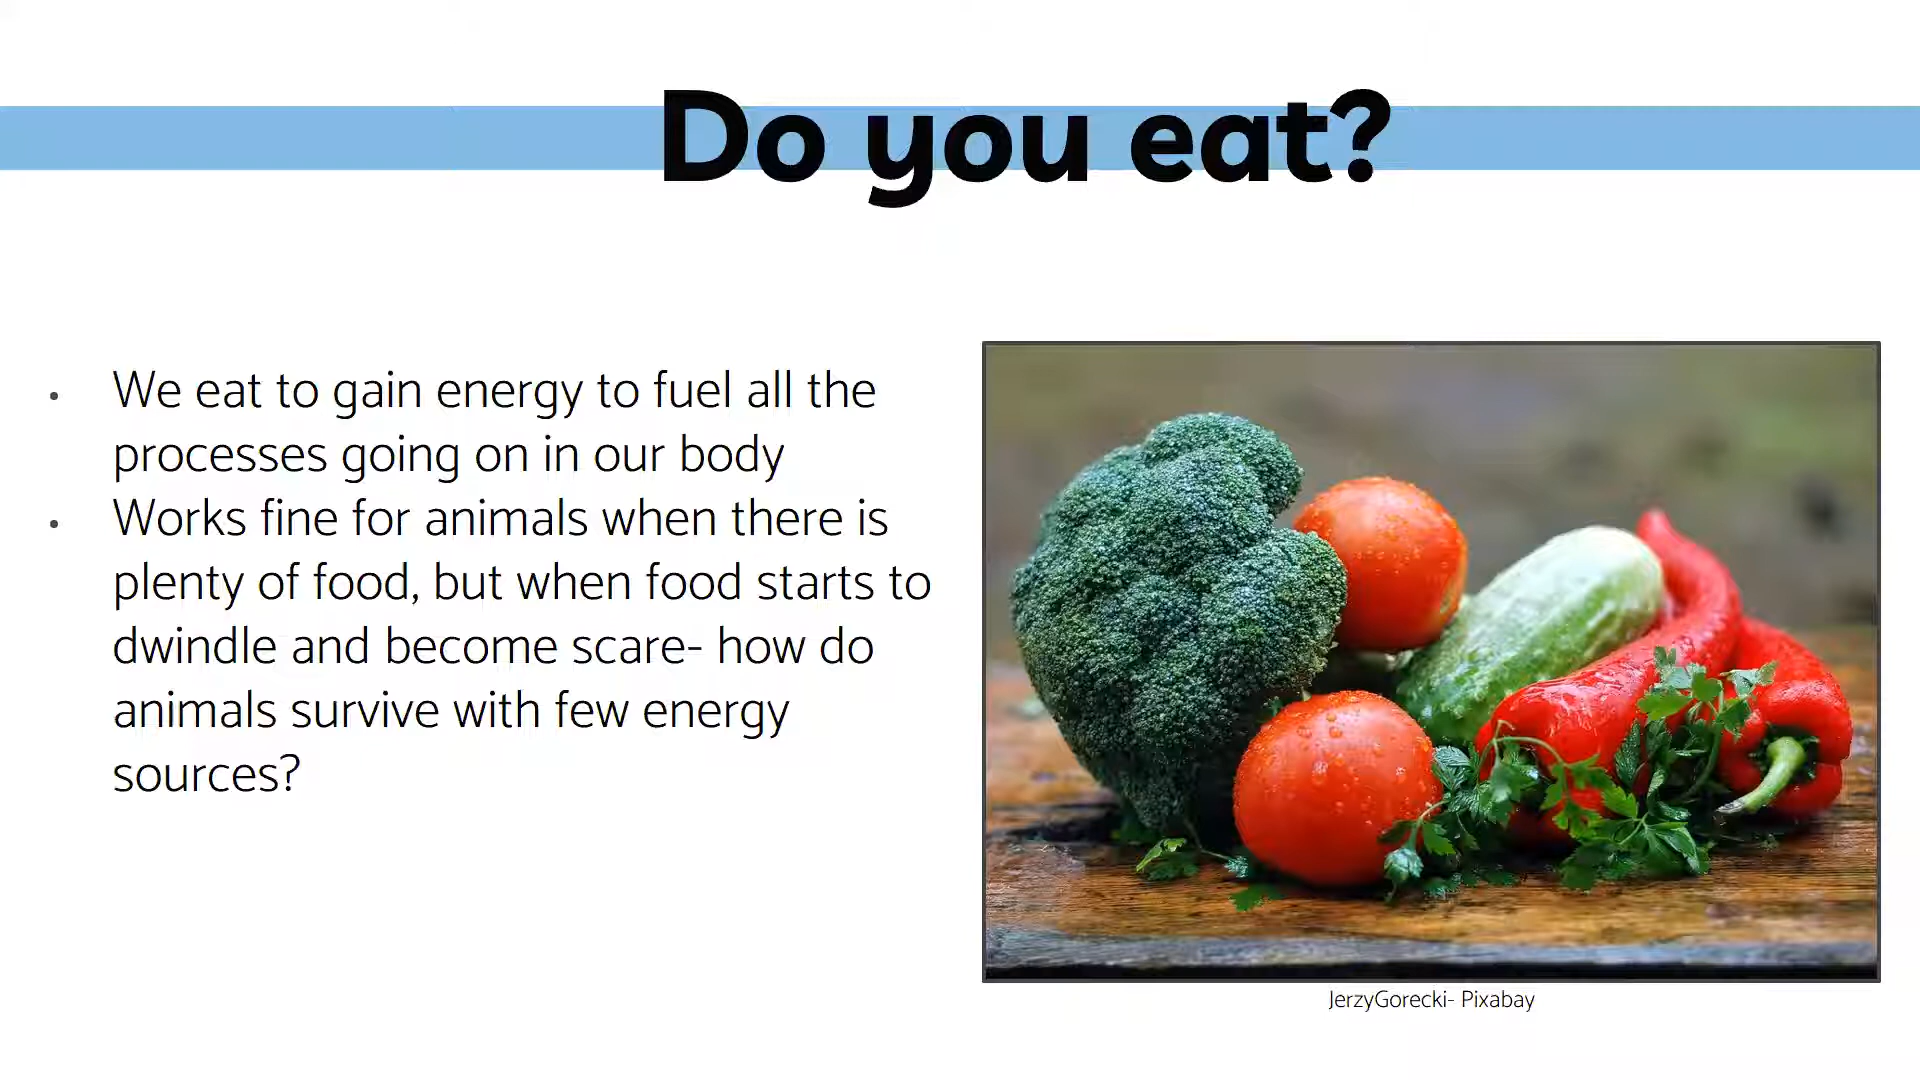 Do you eat?
• We eat to gain energy to fuel all the
processes going on in our body
• Works fine for animals when there is
plenty of food, but when food starts to
dwindle and become scare- how do
animals survive with few energy
sources?
JerzyGorecki- Pixabay